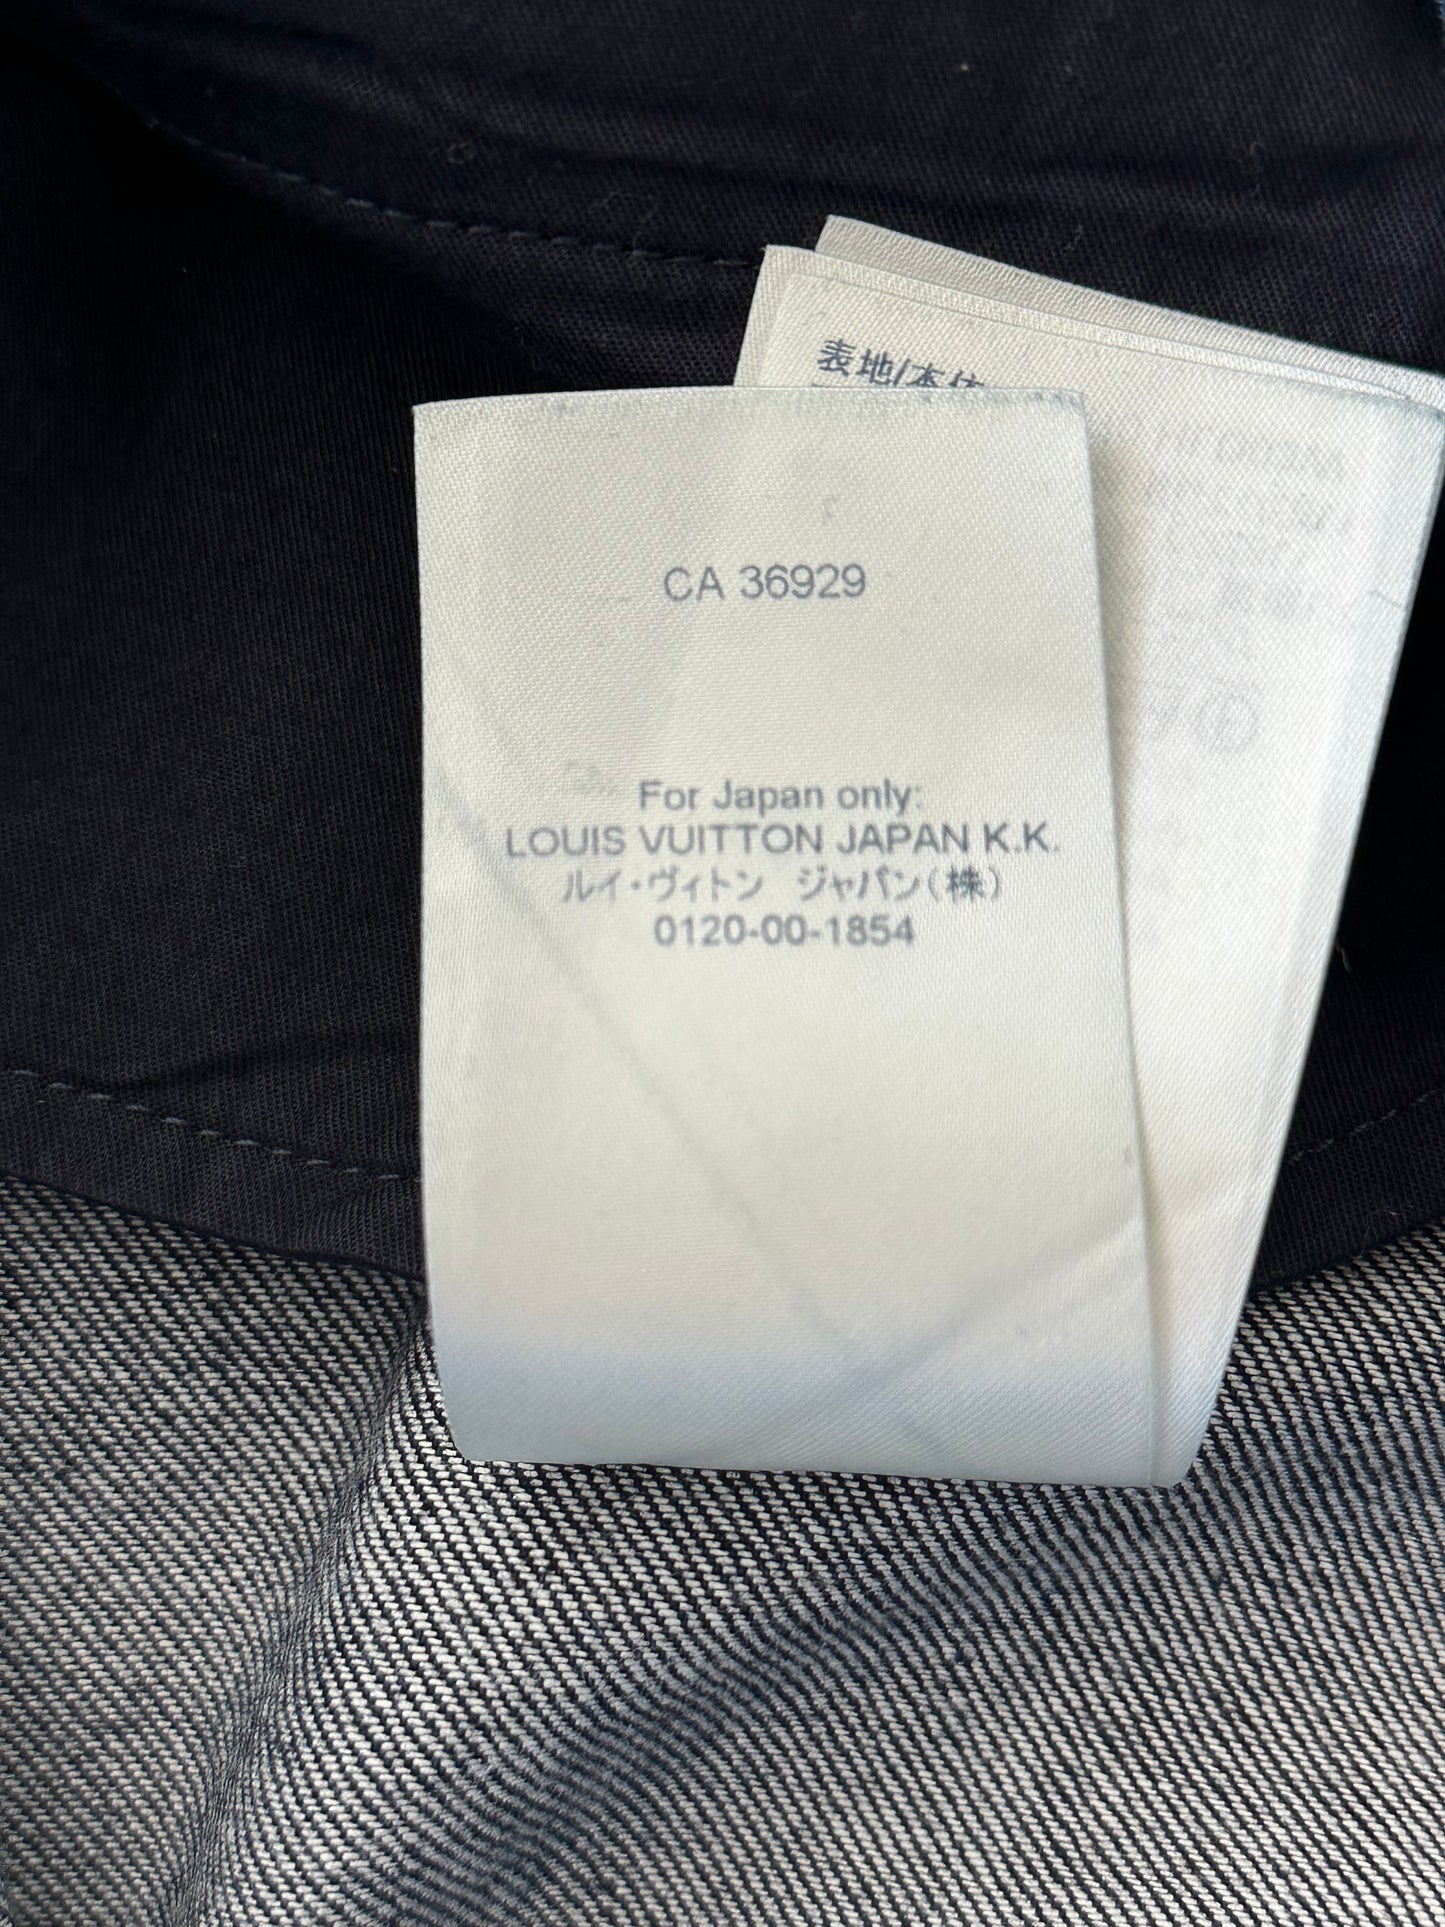 表地/本体
CA 36929
For Japan only:
LOUIS VUITTON JAPAN K.K.
ルイ・ヴィトン　ジャパン(株)
0120-00-1854